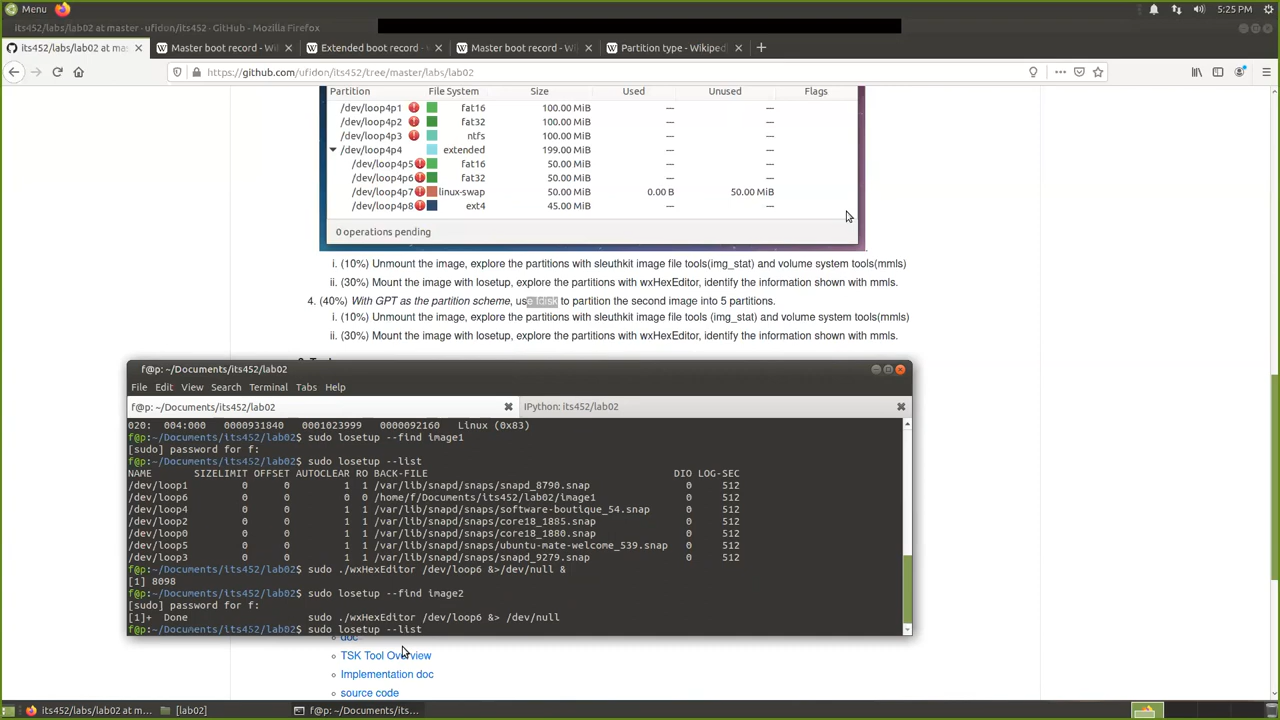 Menu
5:25 PM
its452/labs/lab02 at master · ufidon/its452 · GitHub - Mozilla Firefox
its452/labs/lab02 at mas
Master boot record - Wi
Extended boot record -
Master boot record - Wi
Partition type - Wikiped
https://github.com/ufidon/its452/tree/master/labs/lab02
Partition File System Size Used Unused Flags
/dev/loop4p1 fat16 100.00 MiB --- ---
/dev/loop4p2 fat32 100.00 MiB --- ---
/dev/loop4p3 ntfs 100.00 MiB --- ---
/dev/loop4p4 extended 199.00 MiB --- ---
/dev/loop4p5 fat16 50.00 MiB --- ---
/dev/loop4p6 fat32 50.00 MiB --- ---
/dev/loop4p7 linux-swap 50.00 MiB 0.00 B 50.00 MiB
/dev/loop4p8 ext4 45.00 MiB --- ---
0 operations pending
i. (10%) Unmount the image, explore the partitions with sleuthkit image file tools(img_stat) and volume system tools(mmls)
ii. (30%) Mount the image with losetup, explore the partitions with wxHexEditor, identify the information shown with mmls.
4. (40%) With GPT as the partition scheme, use fdisk to partition the second image into 5 partitions.
i. (10%) Unmount the image, explore the partitions with sleuthkit image file tools (img_stat) and volume system tools(mmls)
ii. (30%) Mount the image with losetup, explore the partitions with wxHexEditor, identify the information shown with mmls.
f@p: ~/Documents/its452/lab02
File Edit View Search Terminal Tabs Help
f@p: ~/Documents/its452/lab02
IPython: its452/lab02
020: 004:000 0000931840 0001023999 0000092160 Linux (0x83)
f@p:~/Documents/its452/lab02$ sudo losetup --find image1
[sudo] password for f:
f@p:~/Documents/its452/lab02$ sudo losetup --list
NAME SIZELIMIT OFFSET AUTOCLEAR RO BACK-FILE DIO LOG-SEC
/dev/loop1 0 0 1 1 /var/lib/snapd/snaps/snapd_8790.snap 0 512
/dev/loop6 0 0 0 0 /home/f/Documents/its452/lab02/image1 0 512
/dev/loop4 0 0 1 1 /var/lib/snapd/snaps/software-boutique_54.snap 0 512
/dev/loop2 0 0 1 1 /var/lib/snapd/snaps/core18_1885.snap 0 512
/dev/loop0 0 0 1 1 /var/lib/snapd/snaps/core18_1880.snap 0 512
/dev/loop5 0 0 1 1 /var/lib/snapd/snaps/ubuntu-mate-welcome_539.snap 0 512
/dev/loop3 0 0 1 1 /var/lib/snapd/snaps/snapd_9279.snap 0 512
f@p:~/Documents/its452/lab02$ sudo ./wxHexEditor /dev/loop6 &>/dev/null &
[1] 8098
f@p:~/Documents/its452/lab02$ sudo losetup --find image2
[sudo] password for f:
[1]+ Done sudo ./wxHexEditor /dev/loop6 &> /dev/null
f@p:~/Documents/its452/lab02$ sudo losetup --list
doc
TSK Tool Overview
Implementation doc
source code
its452/labs/lab02 at m...
[lab02]
f@p: ~/Documents/its...